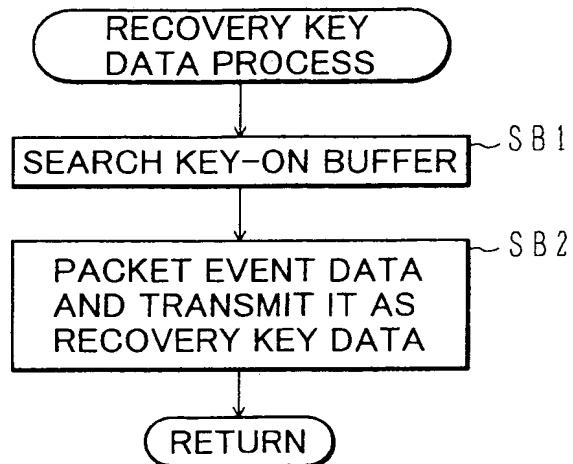 RECOVERY KEY
DATA PROCESS
SEARCH KEY-ON BUFFER
SB1
PACKET EVENT DATA
AND TRANSMIT IT AS
RECOVERY KEY DATA
SB2
RETURN